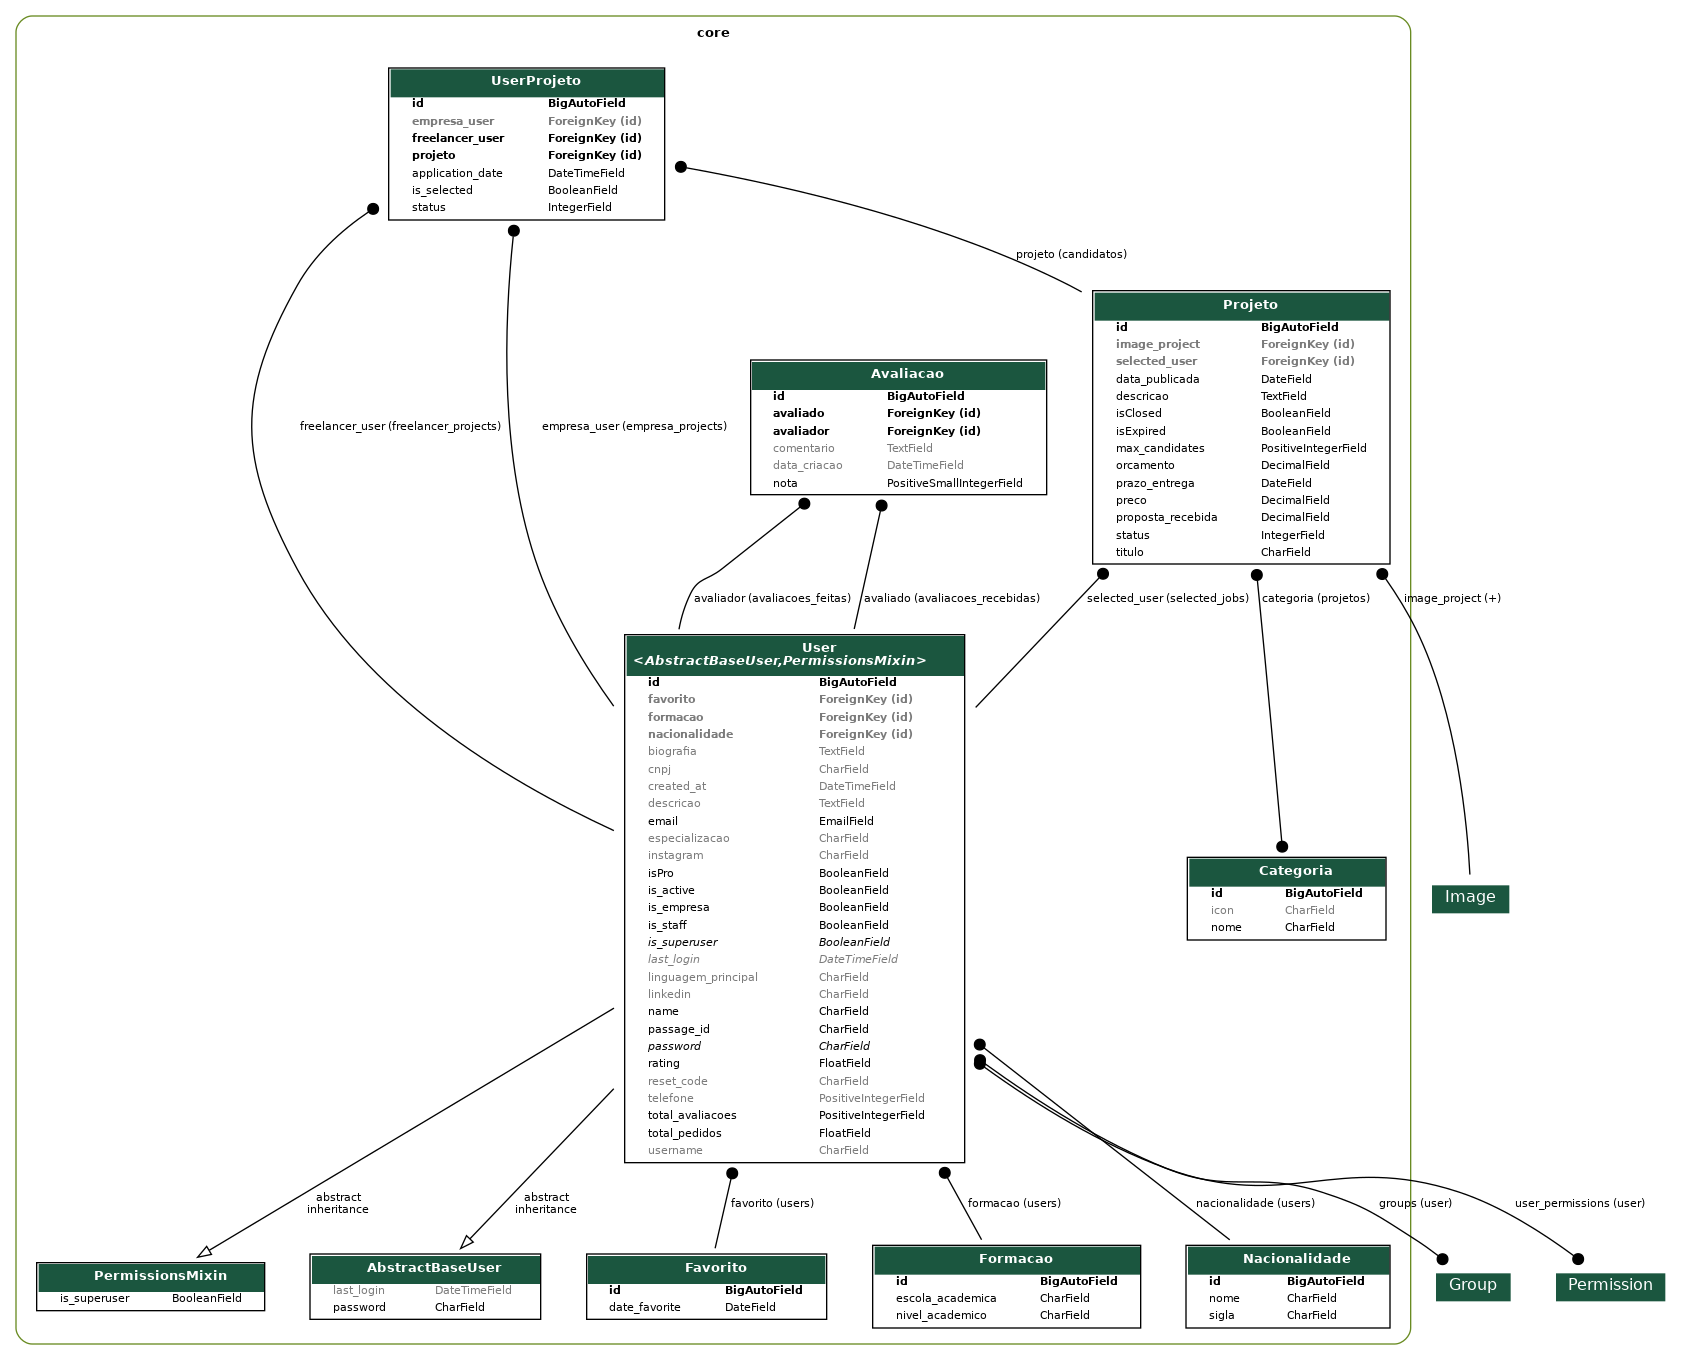 core
UserProjeto
id BigAutoField
empresa_user ForeignKey (id)
freelancer_user ForeignKey (id)
projeto ForeignKey (id)
application_date DateTimeField
is_selected BooleanField
status IntegerField
projeto (candidatos)
Projeto
id BigAutoField
image_project ForeignKey (id)
selected_user ForeignKey (id)
data_publicada DateField
descricao TextField
isClosed BooleanField
isExpired BooleanField
max_candidates PositiveIntegerField
orcamento DecimalField
prazo_entrega DateField
preco DecimalField
proposta_recebida DecimalField
status IntegerField
titulo CharField
Avaliacao
id BigAutoField
avaliado ForeignKey (id)
avaliador ForeignKey (id)
comentario TextField
data_criacao DateTimeField
nota PositiveSmallIntegerField
freelancer_user (freelancer_projects)
empresa_user (empresa_projects)
avaliador (avaliacoes_feitas)
avaliado (avaliacoes_recebidas)
selected_user (selected_jobs)
categoria (projetos)
image_project (+)
User
<AbstractBaseUser,PermissionsMixin>
id BigAutoField
favorito ForeignKey (id)
formacao ForeignKey (id)
nacionalidade ForeignKey (id)
biografia TextField
cnpj CharField
created_at DateTimeField
descricao TextField
email EmailField
especializacao CharField
instagram CharField
isPro BooleanField
is_active BooleanField
is_empresa BooleanField
is_staff BooleanField
is_superuser BooleanField
last_login DateTimeField
linguagem_principal CharField
linkedin CharField
name CharField
passage_id CharField
password CharField
rating FloatField
reset_code CharField
telefone PositiveIntegerField
total_avaliacoes PositiveIntegerField
total_pedidos FloatField
username CharField
Categoria
id BigAutoField
icon CharField
nome CharField
Image
abstract
inheritance
abstract
inheritance
favorito (users)
formacao (users)
nacionalidade (users)
groups (user)
user_permissions (user)
PermissionsMixin
is_superuser BooleanField
AbstractBaseUser
last_login DateTimeField
password CharField
Favorito
id BigAutoField
date_favorite DateField
Formacao
id BigAutoField
escola_academica CharField
nivel_academico CharField
Nacionalidade
id BigAutoField
nome CharField
sigla CharField
Group
Permission